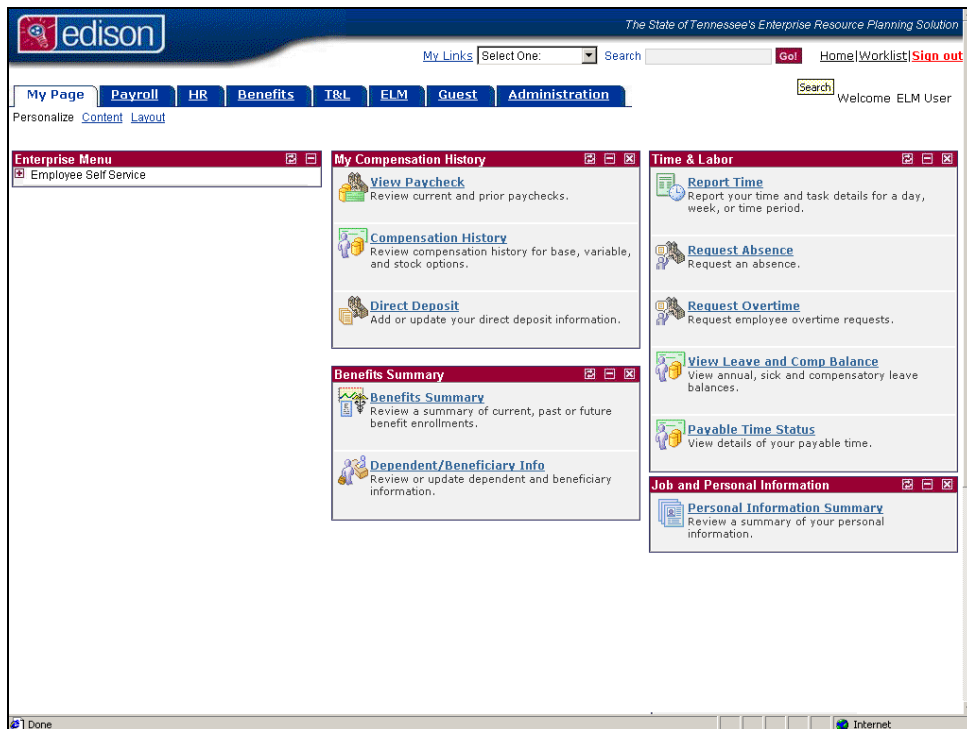 edison
The State of Tennessee's Enterprise Resource Planning Solution
My Links Select One: Search Go! Home|Worklist|Sign out
My Page Payroll HR Benefits T&L ELM Guest Administration
Search
Welcome ELM User
Personalize Content Layout
Enterprise Menu
Employee Self Service
My Compensation History
View Paycheck
Review current and prior paychecks.
Compensation History
Review compensation history for base, variable,
and stock options.
Direct Deposit
Add or update your direct deposit information.
Benefits Summary
Benefits Summary
Review a summary of current, past or future
benefit enrollments.
Dependent/Beneficiary Info
Review or update dependent and beneficiary
information.
Time & Labor
Report Time
Report your time and task details for a day,
week, or time period.
Request Absence
Request an absence.
Request Overtime
Request employee overtime requests.
View Leave and Comp Balance
View annual, sick and compensatory leave
balances.
Payable Time Status
View details of your payable time.
Job and Personal Information
Personal Information Summary
Review a summary of your personal
information.
Done
Internet